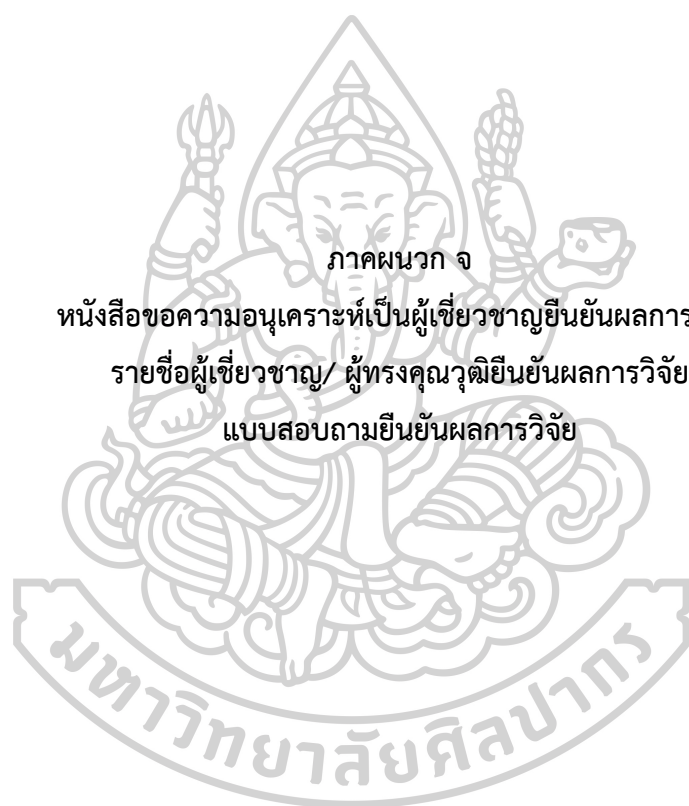 ภาคผนวก จ
หนังสือขอความอนุเคราะห์เป็นผู้เชี่ยวชาญยืนยันผลการ
รายชื่อผู้เชี่ยวชาญ/ ผู้ทรงคุณวุฒิยืนยันผลการวิจัย
แบบสอบถามยืนยันผลการวิจัย
มหาวิทยาลัยศิลปากร